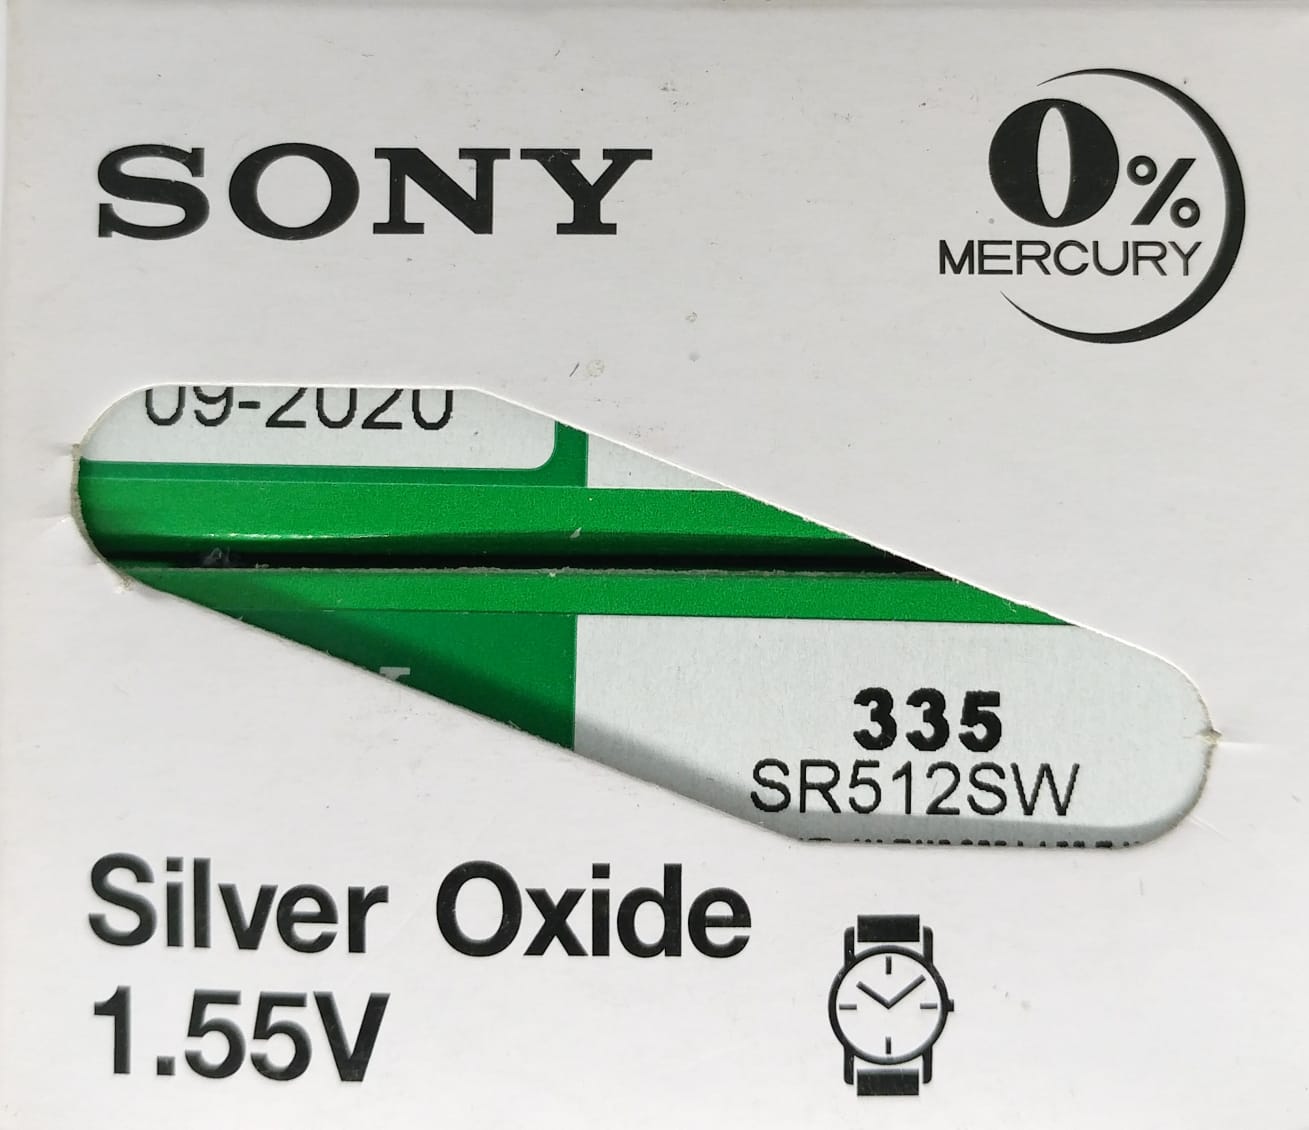 SONY
0%
MERCURY
09-2020
335
SR512SW
Silver Oxide
1.55V